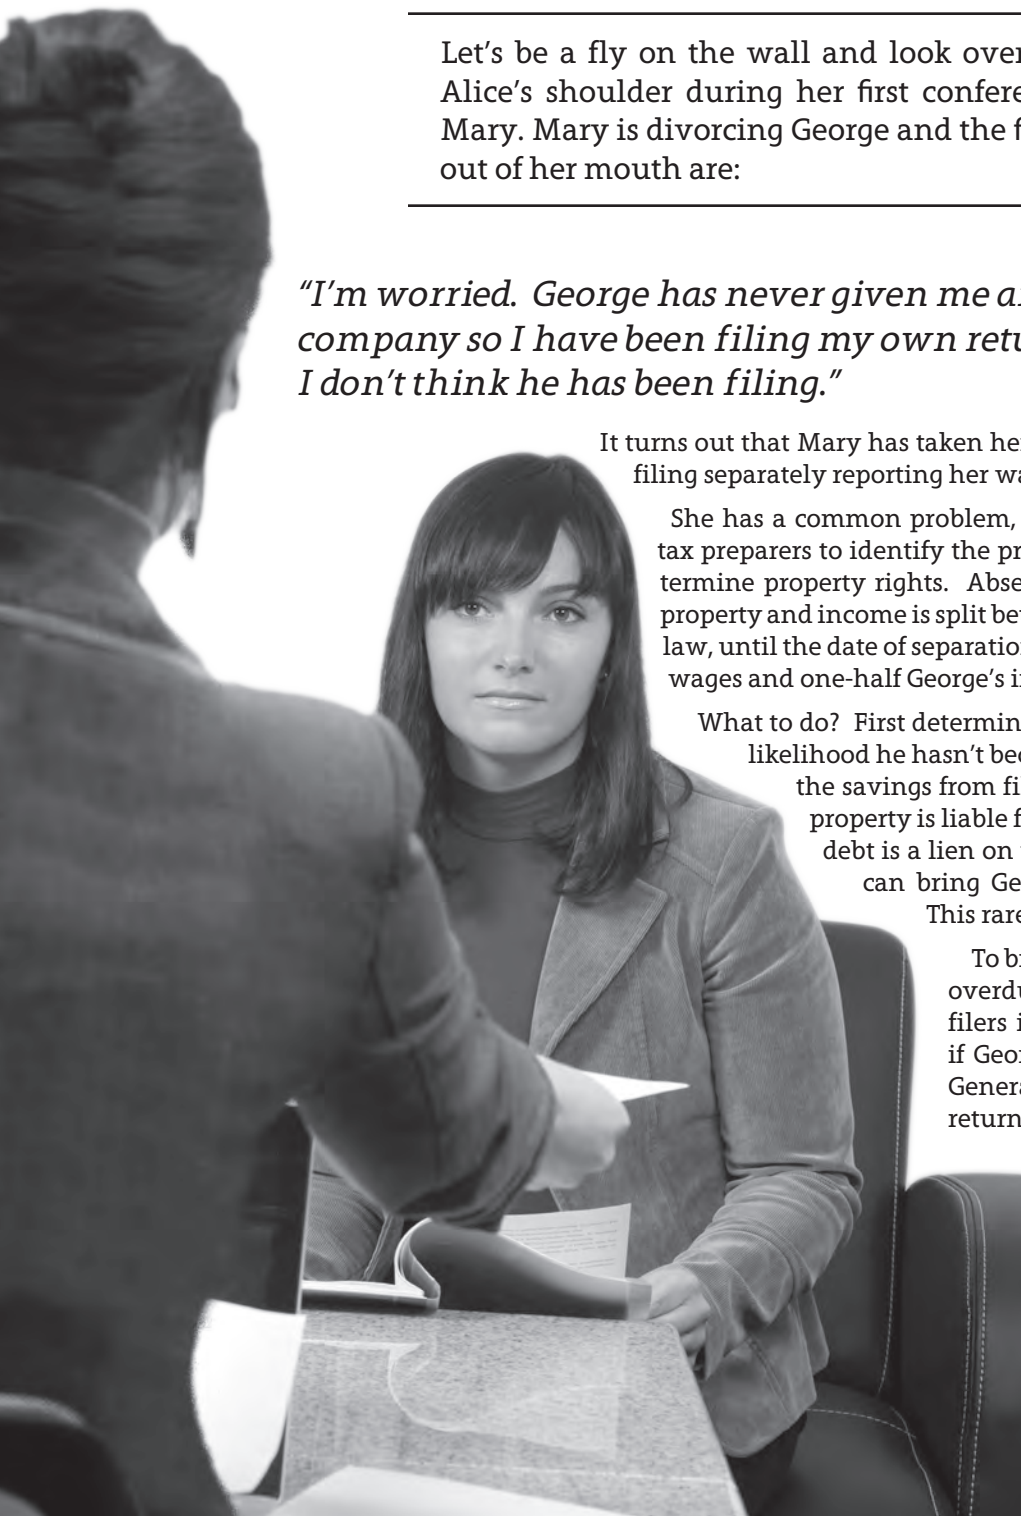 Let’s be a fly on the wall and look over
Alice’s shoulder during her first confere
Mary. Mary is divorcing George and the f
out of her mouth are:
“I’m worried. George has never given me a
company so I have been filing my own retu
I don’t think he has been filing.”
It turns out that Mary has taken her
filing separately reporting her wa
She has a common problem,
tax preparers to identify the pr
termine property rights. Abse
property and income is split be
law, until the date of separation
wages and one-half George’s i
What to do? First determin
likelihood he hasn’t bee
the savings from fil
property is liable f
debt is a lien on
can bring Ge
This rare
To b
overdu
filers i
if Geor
Genera
return